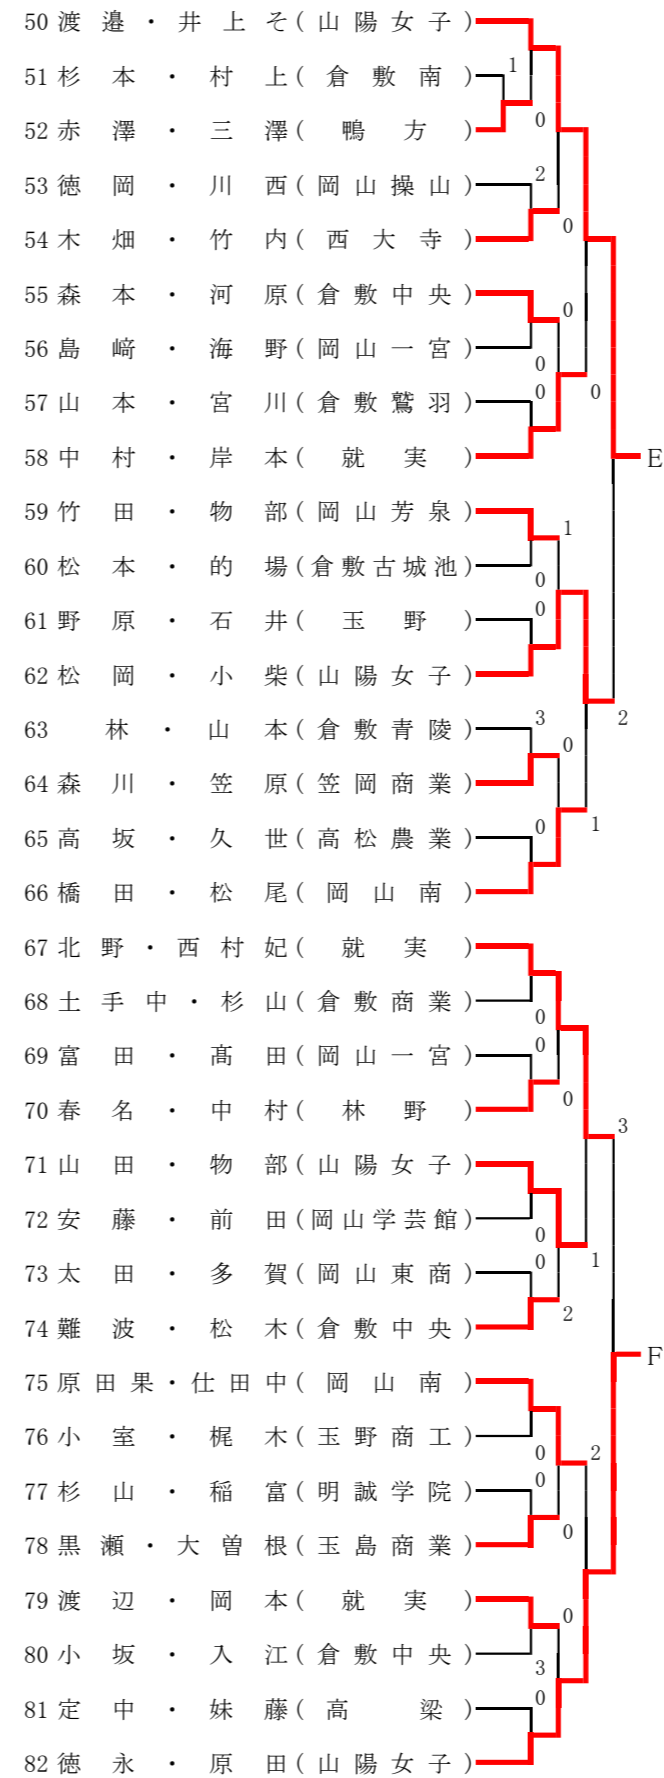 50 渡邉・井上そ(山陽女子)
1
51 杉本・村上(倉敷南)
0
52 赤澤・三澤(鴨方)
2
53 徳岡・川西(岡山操山)
0
54 木畑・竹内(西大寺)
55 森本・河原(倉敷中央)
0
56 島﨑・海野(岡山一宮)
0
0 0
57 山本・宮川(倉敷鷲羽)
58 中村・岸本(就実)
E
59 竹田・物部(岡山芳泉)
1
60 松本・的場(倉敷古城池)
0
0
61 野原・石井(玉野)
62 松岡・小柴(山陽女子)
3 2
63 林・山本(倉敷青陵)
0
64 森川・笠原(笠岡商業)
0 1
65 高坂・久世(高松農業)
66 橋田・松尾(岡山南)
67 北野・西村妃(就実)
68 土手中・杉山(倉敷商業)
0
0
69 富田・髙田(岡山一宮)
0
70 春名・中村(林野)
3
71 山田・物部(山陽女子)
72 安藤・前田(岡山学芸館)
0
0 1
73 太田・多賀(岡山東商)
2
74 難波・松木(倉敷中央)
F
75 原田果・仕田中(岡山南)
76 小室・梶木(玉野商工)
0 2
0
77 杉山・稲富(明誠学院)
0
78 黒瀬・大曽根(玉島商業)
79 渡辺・岡本(就実)
0
80 小坂・入江(倉敷中央)
3
0
81 定中・妹藤(高梁)
82 徳永・原田(山陽女子)